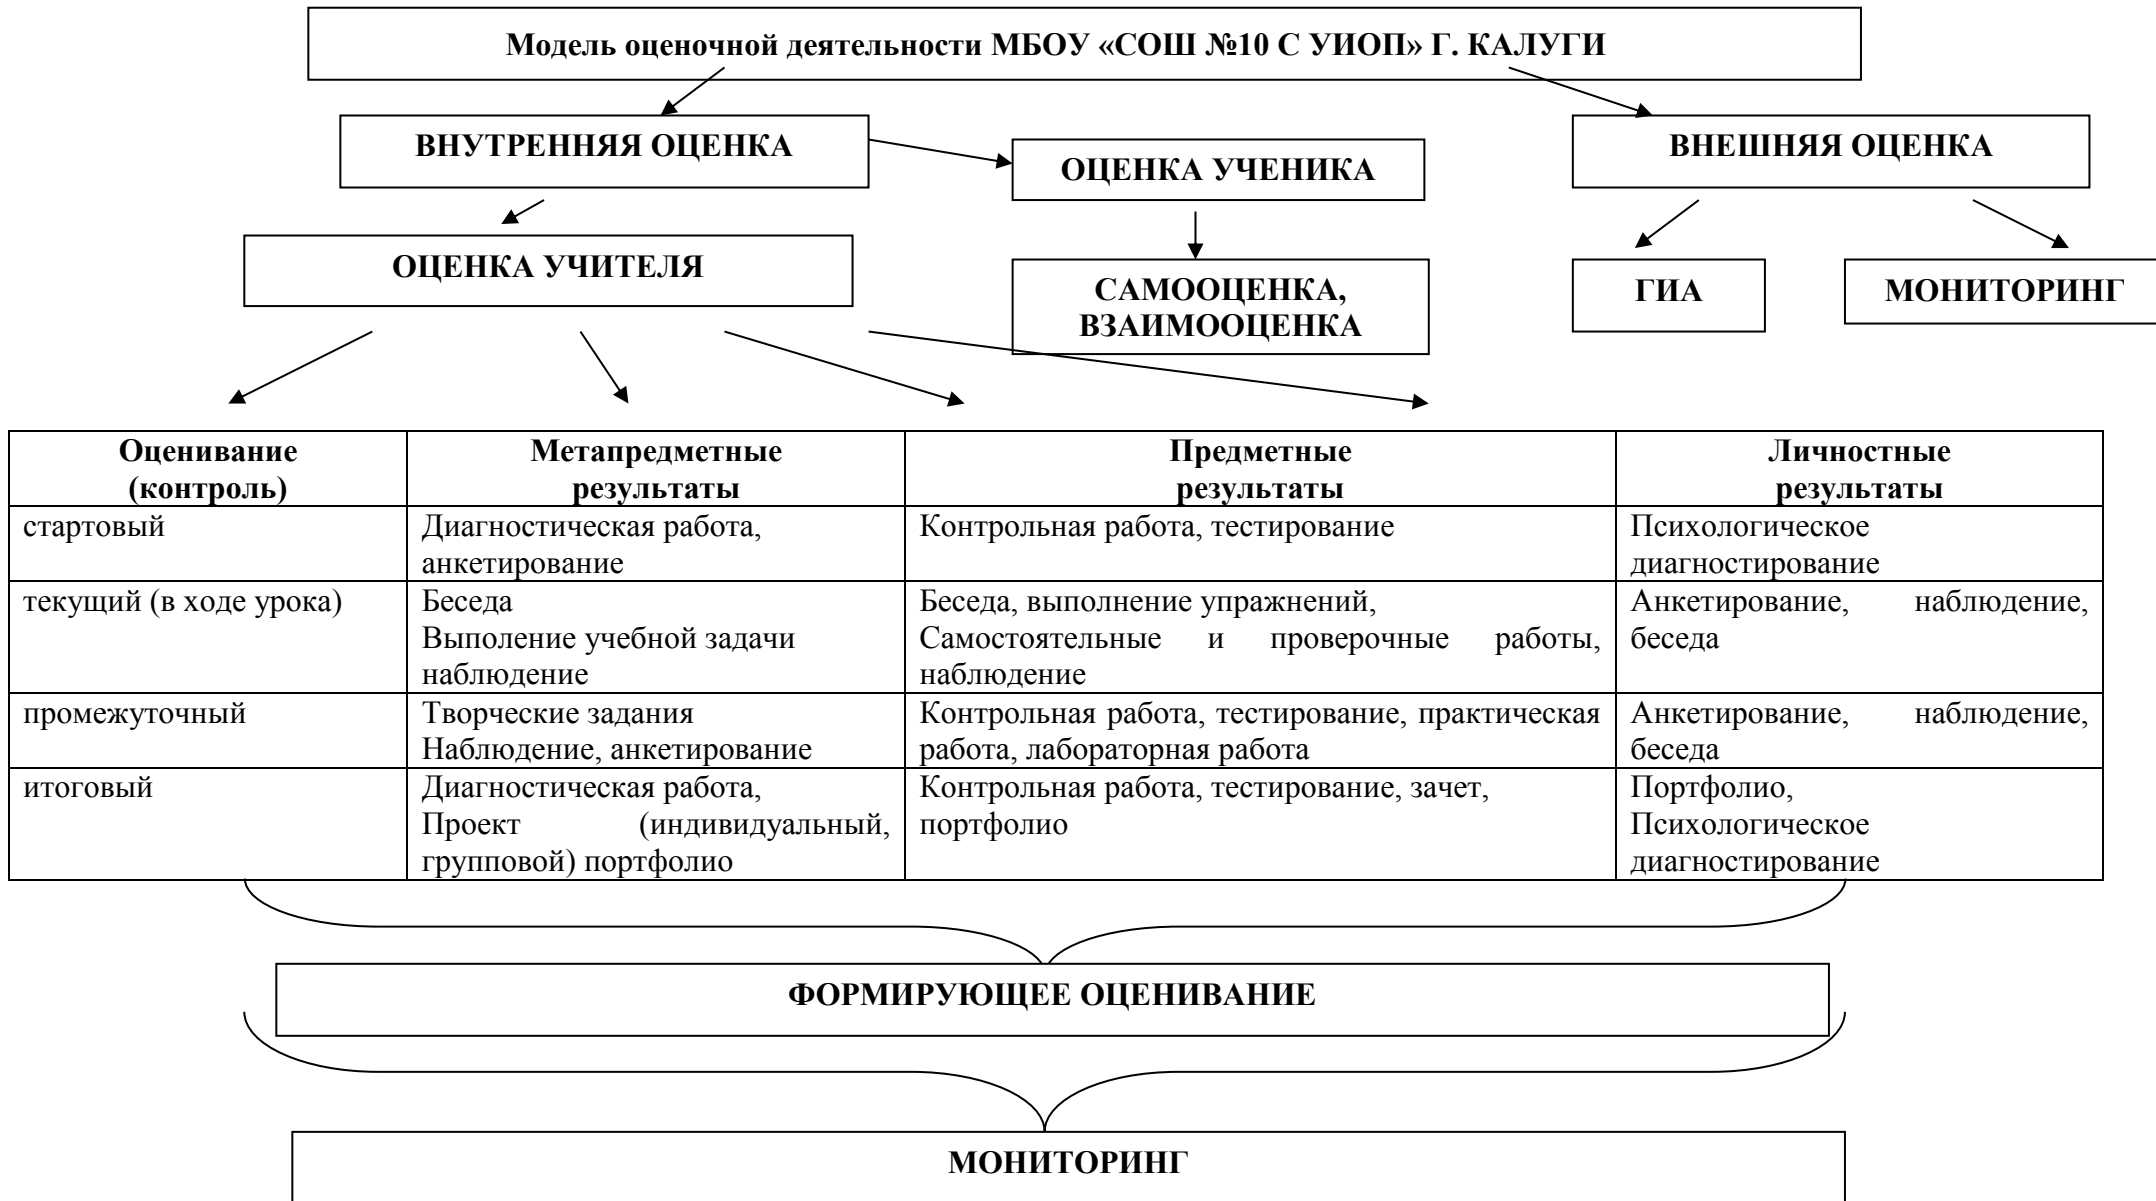 Модель оценочной деятельности МБОУ «СОШ №10 С УИОП» Г. КАЛУГИ
ВНУТРЕННЯЯ ОЦЕНКА
ОЦЕНКА УЧЕНИКА
ВНЕШНЯЯ ОЦЕНКА
ОЦЕНКА УЧИТЕЛЯ
САМООЦЕНКА,
ВЗАИМООЦЕНКА
ГИА
МОНИТОРИНГ
Оценивание
(контроль)
Метапредметные
результаты
Предметные
результаты
Личностные
результаты
стартовый
Диагностическая работа,
анкетирование
Контрольная работа, тестирование
Психологическое
диагностирование
текущий (в ходе урока)
Беседа
Выполение учебной задачи
наблюдение
Беседа, выполнение упражнений,
Самостоятельные и проверочные работы,
наблюдение
Анкетирование, наблюдение,
беседа
промежуточный
Творческие задания
Наблюдение, анкетирование
Контрольная работа, тестирование, практическая
работа, лабораторная работа
Анкетирование, наблюдение,
беседа
итоговый
Диагностическая работа,
Проект (индивидуальный,
групповой) портфолио
Контрольная работа, тестирование, зачет,
портфолио
Портфолио,
Психологическое
диагностирование
ФОРМИРУЮЩЕЕ ОЦЕНИВАНИЕ
МОНИТОРИНГ